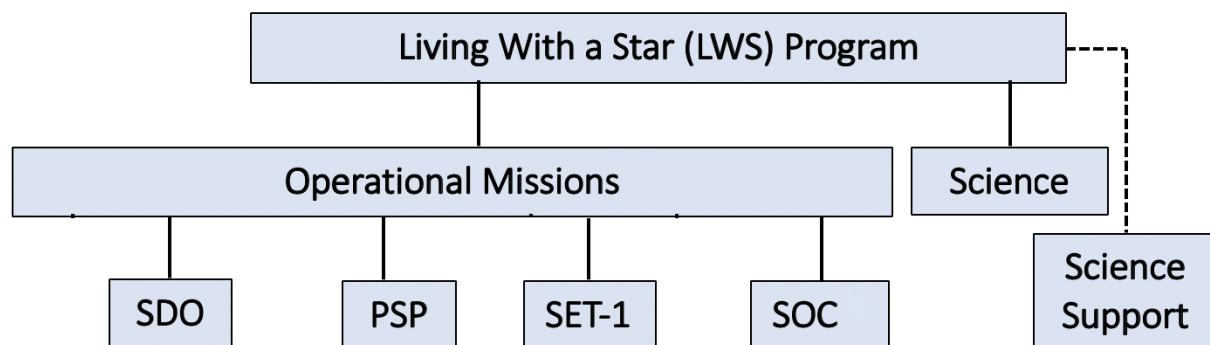 Living With a Star (LWS) Program
Operational Missions
Science
SDO
PSP
SET-1
SOC
Science
Support